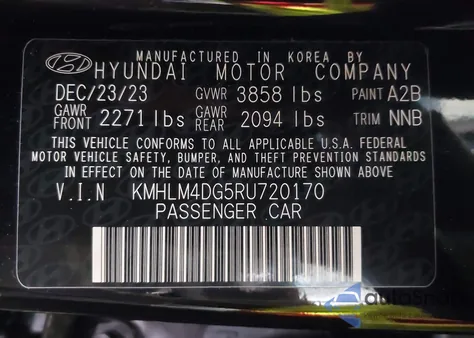 MANUFACTURED IN KOREA BY
HYUNDAI MOTOR COMPANY
DEC/23/23 GVWR 3858 lbs PAINT A2B
GAWR FRONT 2271 lbs GAWR REAR 2094 lbs TRIM NNB
THIS VEHICLE CONFORMS TO ALL APPLICABLE U.S.A. FEDERAL
MOTOR VEHICLE SAFETY, BUMPER, AND THEFT PREVENTION STANDARDS
IN EFFECT ON THE DATE OF MANUFACTURE SHOWN ABOVE
V.I.N KMHLM4DG5RU720170
PASSENGER CAR